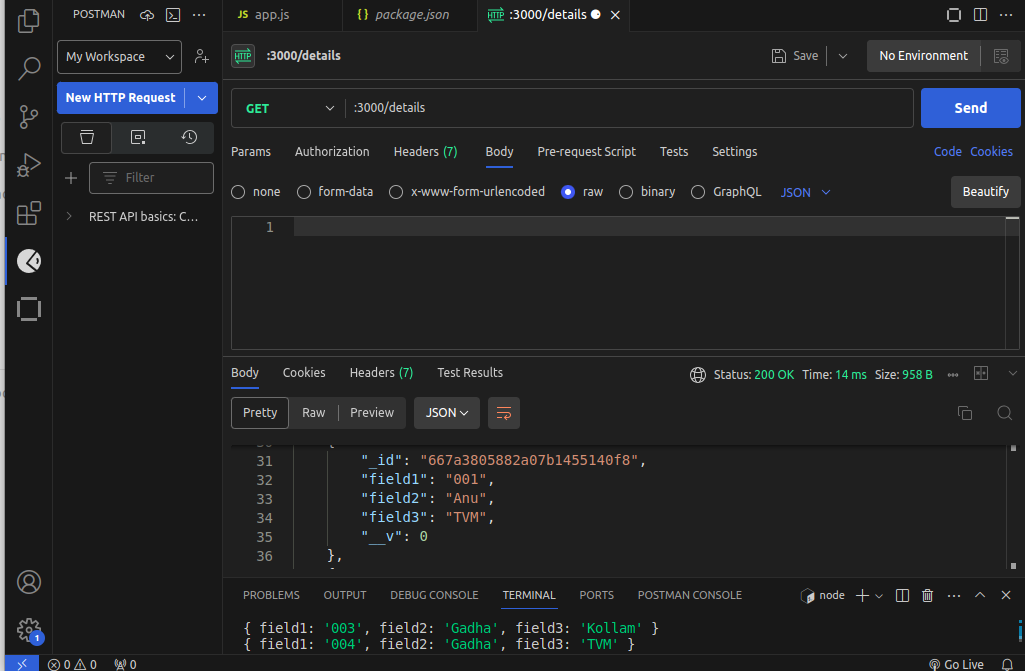 POSTMAN
JS app.js
{ } package.json
HTTP :3000/details
My Workspace
HTTP :3000/details
Save
No Environment
New HTTP Request
GET
:3000/details
Send
Params Authorization Headers (7) Body Pre-request Script Tests Settings
Code Cookies
Filter
none form-data x-www-form-urlencoded raw binary GraphQL JSON
Beautify
REST API basics: C...
1
Body Cookies Headers (7) Test Results
Status: 200 OK Time: 14 ms Size: 958 B
Pretty Raw Preview JSON
31 "_id": "667a3805882a07b1455140f8",
32 "field1": "001",
33 "field2": "Anu",
34 "field3": "TVM",
35 "__v": 0
36 },
PROBLEMS OUTPUT DEBUG CONSOLE TERMINAL PORTS POSTMAN CONSOLE
node
{ field1: '003', field2: 'Gadha', field3: 'Kollam' }
{ field1: '004', field2: 'Gadha', field3: 'TVM' }
1
0 0 0
Go Live